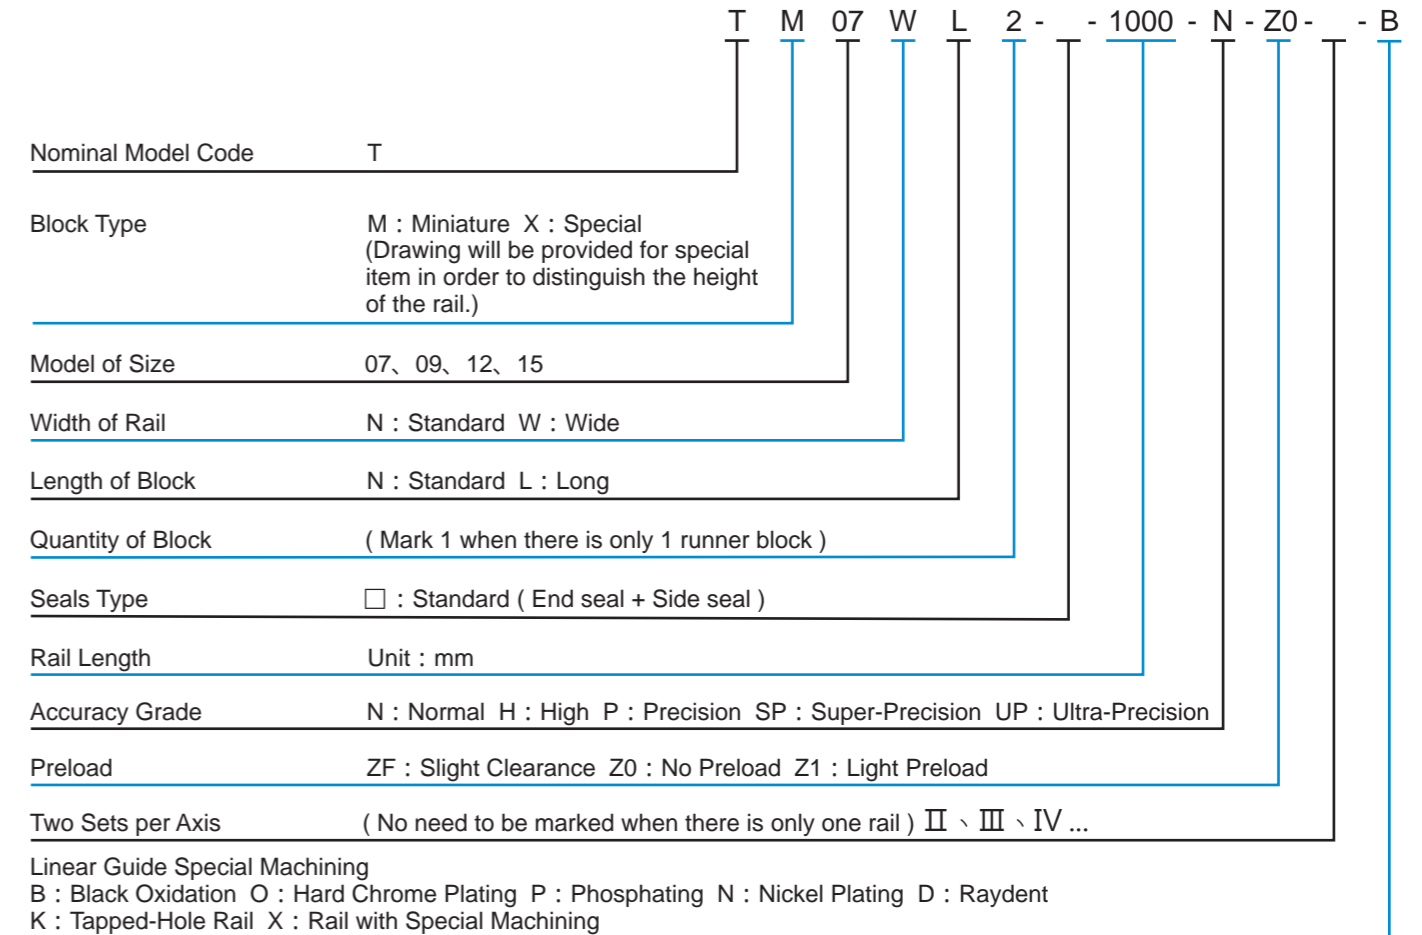 T M 07 W L 2 - - 1000 - N - Z0 - - B
Nominal Model Code T
Block Type M：Miniature X：Special
(Drawing will be provided for special
item in order to distinguish the height
of the rail.)
Model of Size 07、09、12、15
Width of Rail N：Standard W：Wide
Length of Block N：Standard L：Long
Quantity of Block ( Mark 1 when there is only 1 runner block )
Seals Type □：Standard ( End seal + Side seal )
Rail Length Unit：mm
Accuracy Grade N：Normal H：High P：Precision SP：Super-Precision UP：Ultra-Precision
Preload ZF：Slight Clearance Z0：No Preload Z1：Light Preload
Two Sets per Axis ( No need to be marked when there is only one rail ) Ⅱ、Ⅲ、Ⅳ ...
Linear Guide Special Machining
B：Black Oxidation O：Hard Chrome Plating P：Phosphating N：Nickel Plating D：Raydent
K：Tapped-Hole Rail X：Rail with Special Machining